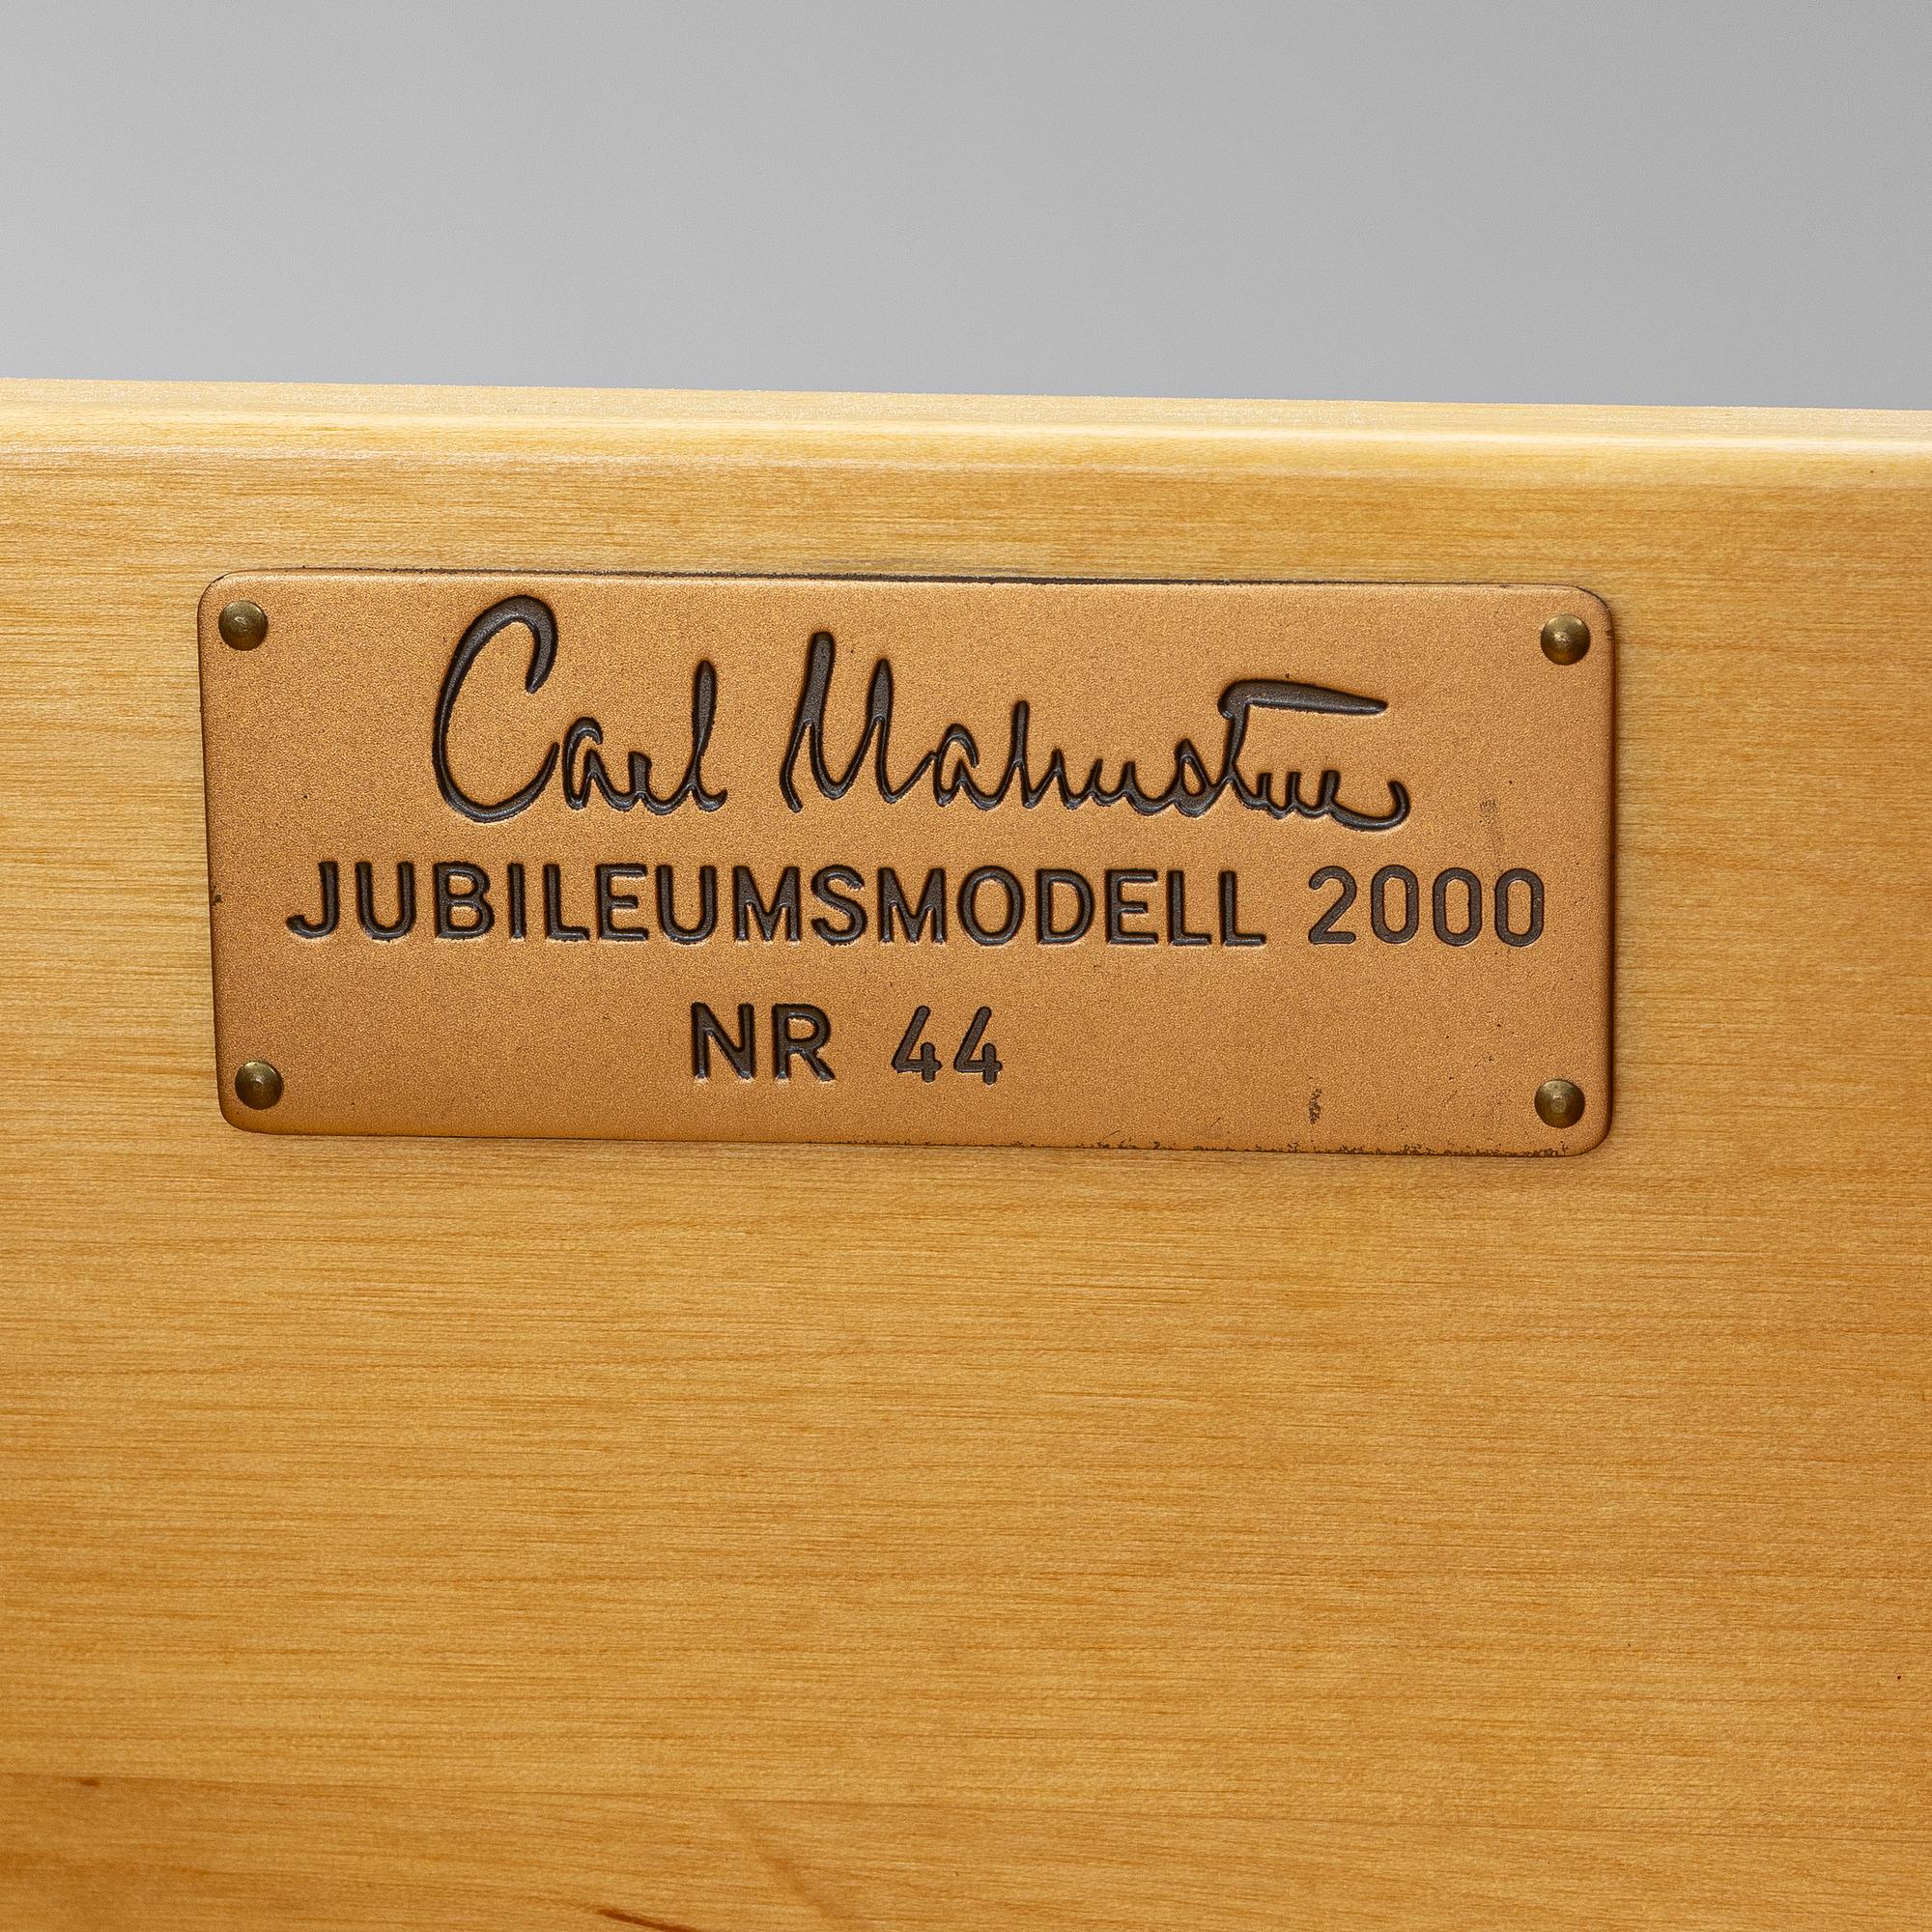 Carl Malmsten
JUBILEUMSMODELL 2000
NR 44